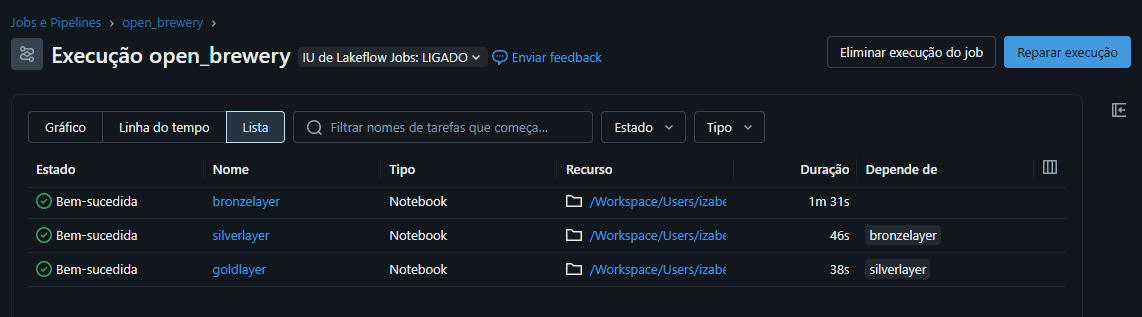 Jobs e Pipelines › open_brewery ›
Execução open_brewery IU de Lakeflow Jobs: LIGADO Enviar feedback
Eliminar execução do job Reparar execução
Gráfico Linha do tempo Lista Filtrar nomes de tarefas que começa... Estado Tipo
Estado Nome Tipo Recurso Duração Depende de
Bem-sucedida bronzelayer Notebook /Workspace/Users/izabe 1m 31s
Bem-sucedida silverlayer Notebook /Workspace/Users/izabe 46s bronzelayer
Bem-sucedida goldlayer Notebook /Workspace/Users/izabe 38s silverlayer